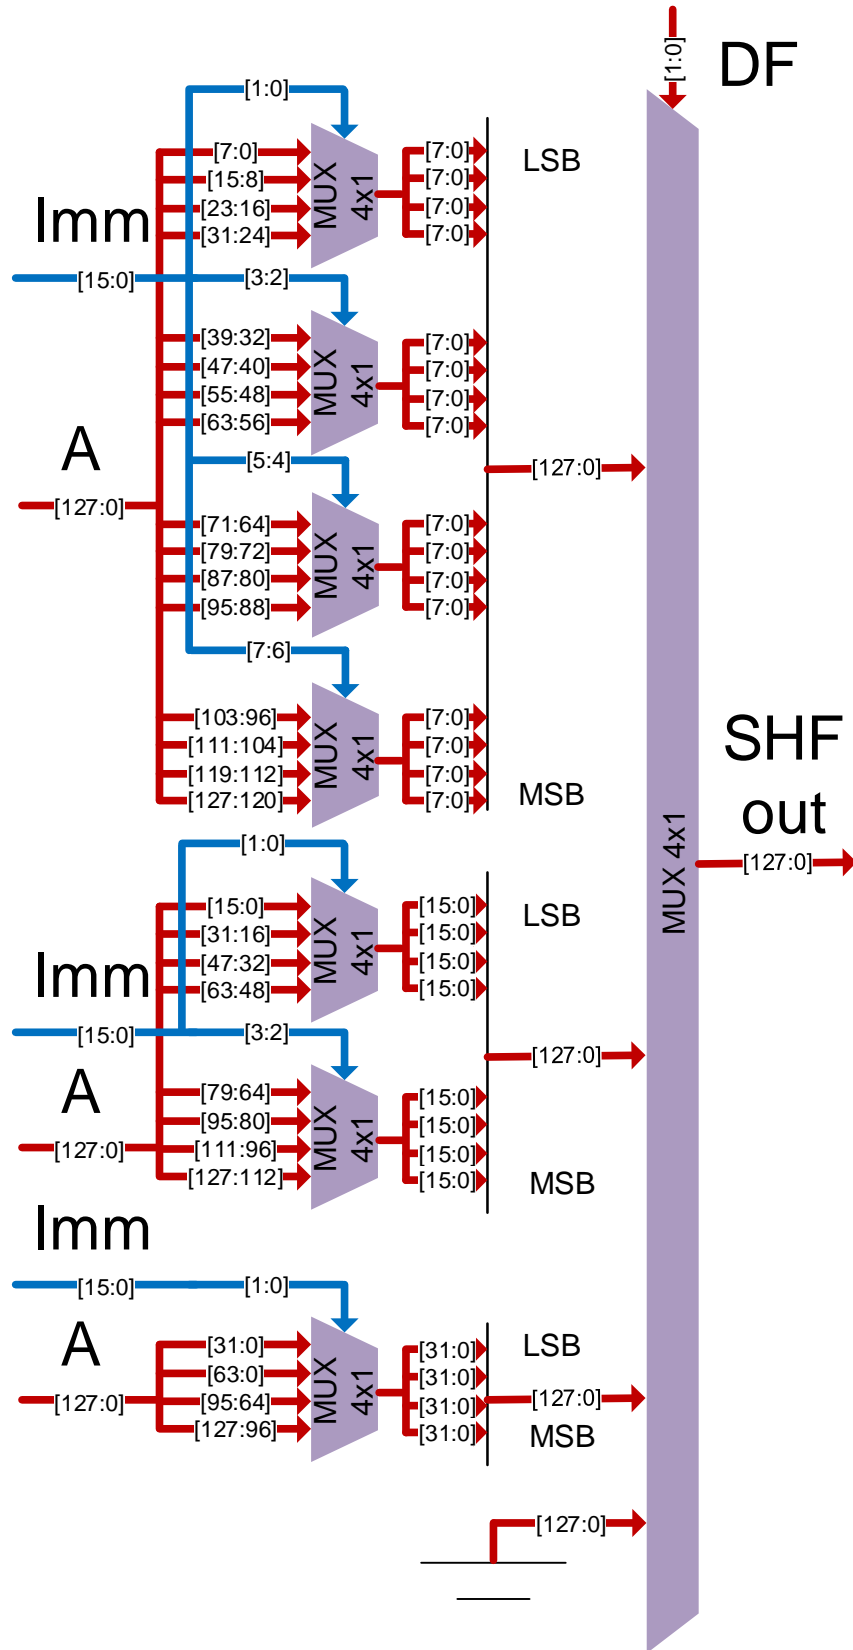 [1:0]
DF
[1:0]
[7:0]
[15:8]
[23:16]
[31:24]
MUX
4x1
[7:0]
[7:0]
[7:0]
[7:0]
LSB
Imm
[15:0]
[3:2]
[39:32]
[47:40]
[55:48]
[63:56]
MUX
4x1
[7:0]
[7:0]
[7:0]
[7:0]
A
[127:0]
[5:4]
[127:0]
[71:64]
[79:72]
[87:80]
[95:88]
MUX
4x1
[7:0]
[7:0]
[7:0]
[7:0]
[7:6]
[103:96]
[111:104]
[119:112]
[127:120]
MUX
4x1
[7:0]
[7:0]
[7:0]
[7:0]
MSB
SHF
out
[127:0]
MUX 4x1
[1:0]
[15:0]
[31:16]
[47:32]
[63:48]
MUX
4x1
[15:0]
[15:0]
[15:0]
[15:0]
LSB
Imm
[15:0]
[3:2]
[127:0]
A
[127:0]
[79:64]
[95:80]
[111:96]
[127:112]
MUX
4x1
[15:0]
[15:0]
[15:0]
[15:0]
MSB
Imm
[15:0]
[1:0]
A
[127:0]
[31:0]
[63:0]
[95:64]
[127:96]
MUX
4x1
[31:0]
[31:0]
[31:0]
[31:0]
LSB
[127:0]
MSB
[127:0]